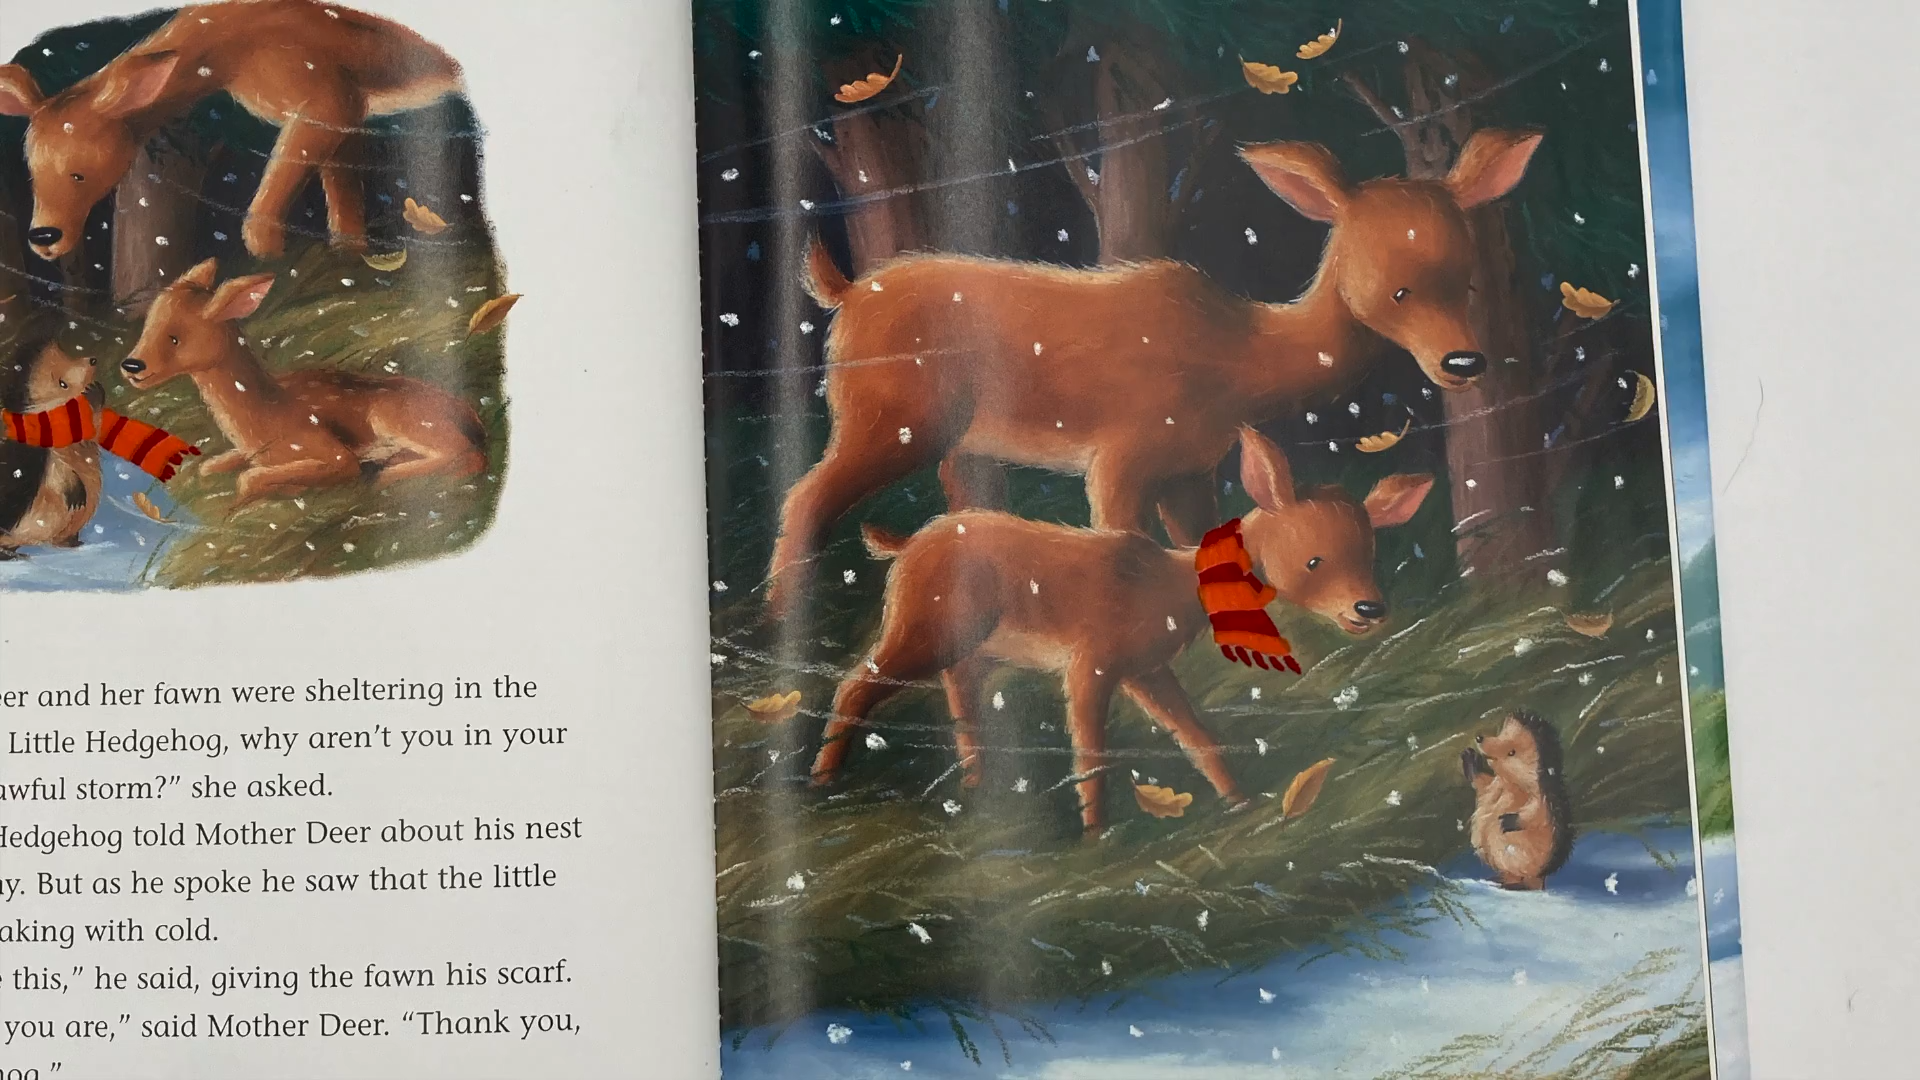 and her fawn were sheltering in the
Little Hedgehog, why aren’t you in your
awful storm?” she asked.
Hedgehog told Mother Deer about his nest
But as he spoke he saw that the little
with cold.
this,” he said, giving the fawn his scarf.
you are,” said Mother Deer. “Thank you,